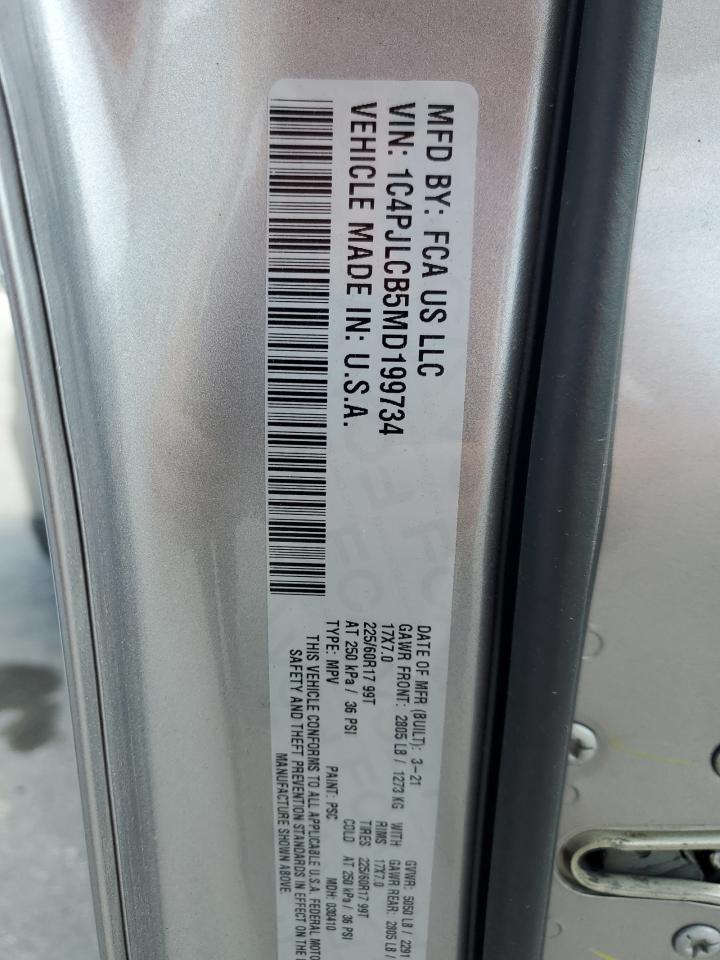 MFD BY: FCA US LLC
VIN: 1C4PJLCB5MD199734
VEHICLE MADE IN: U.S.A.
DATE OF MFR (BUILT): 3-21 GVWR: 5050 LB / 2291
GAWR FRONT: 2805 LB / 1273 KG WITH GAWR REAR: 2805 LB /
17X7.0 RIMS 17X7.0
225/60R17 99T TIRES 225/60R17 99T
AT 250 kPa / 36 PSI COLD AT 250 kPa / 36 PSI
TYPE: MPV PAINT: PSC MDH: 030410
THIS VEHICLE CONFORMS TO ALL APPLICABLE U.S.A. FEDERAL
SAFETY AND THEFT PREVENTION STANDARDS IN EFFECT ON THE
MANUFACTURE SHOWN ABOVE.